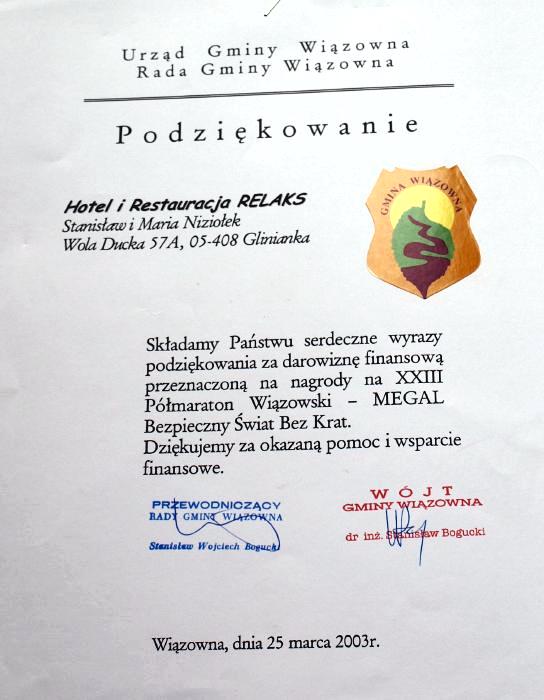 Urząd Gminy Wiązowna
Rada Gminy Wiązowna
Podziękowanie
Hotel i Restauracja RELAKS
Stanisław i Maria Niziołek
Wola Ducka 57A, 05-408 Glinianka
GMINA WIĄZOWNA
Składamy Państwu serdeczne wyrazy
podziękowania za darowiznę finansową
przeznaczoną na nagrody na XXIII
Półmaraton Wiązowski – MEGAL
Bezpieczny Świat Bez Krat.
Dziękujemy za okazaną pomoc i wsparcie
finansowe.
PRZEWODNICZĄCY
RADY GMINY WIĄZOWNA
Stanisław Wojciech Bogucki
WÓJT
GMINY WIĄZOWNA
dr inż. Stanisław Bogucki
Wiązowna, dnia 25 marca 2003r.